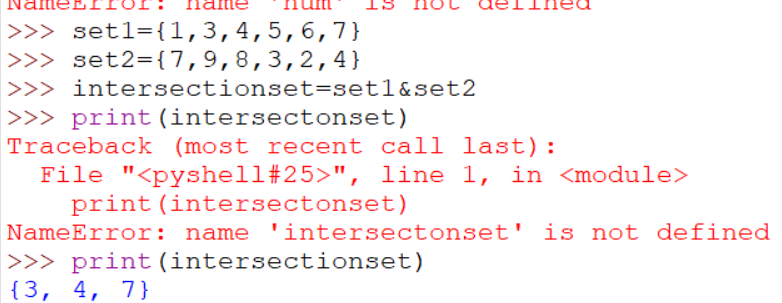 NameError: name 'num' is not defined
>>> set1={1,3,4,5,6,7}
>>> set2={7,9,8,3,2,4}
>>> intersectionset=set1&set2
>>> print(intersectonset)
Traceback (most recent call last):
  File "<pyshell#25>", line 1, in <module>
    print(intersectonset)
NameError: name 'intersectonset' is not defined
>>> print(intersectionset)
{3, 4, 7}